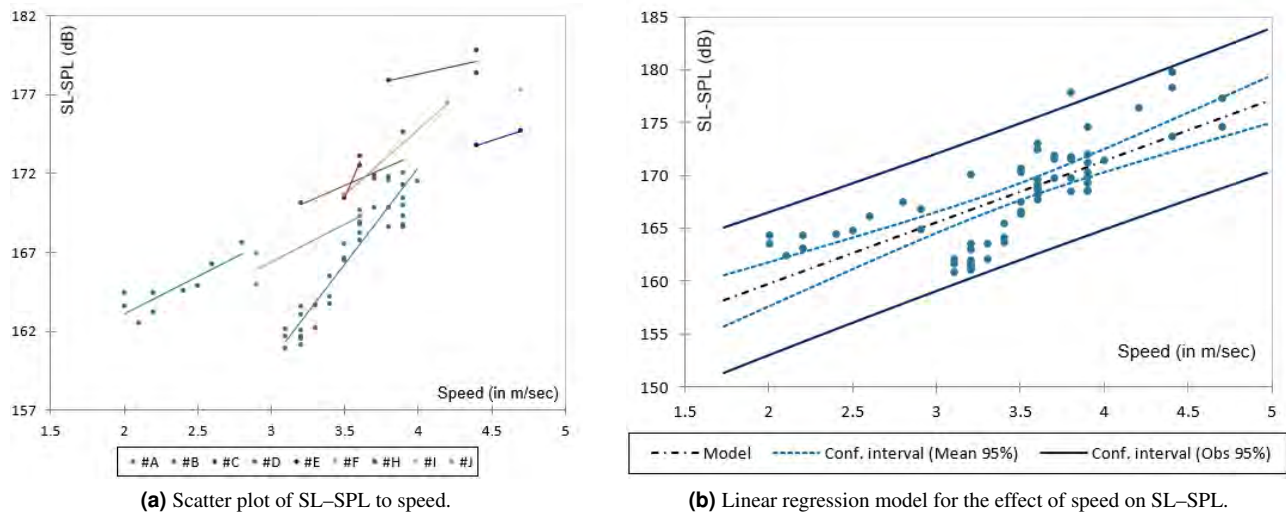 182
177
172
167
162
157
SL-SPL (dB)
Speed (in m/sec)
1.5 2 2.5 3 3.5 4 4.5 5
#A #B #C #D #E #F #H #I #J
(a) Scatter plot of SL–SPL to speed.
185
180
175
170
165
160
155
150
SL-SPL (dB)
Speed (in m/sec)
1.5 2 2.5 3 3.5 4 4.5 5
Model Conf. interval (Mean 95%) Conf. interval (Obs 95%)
(b) Linear regression model for the effect of speed on SL–SPL.